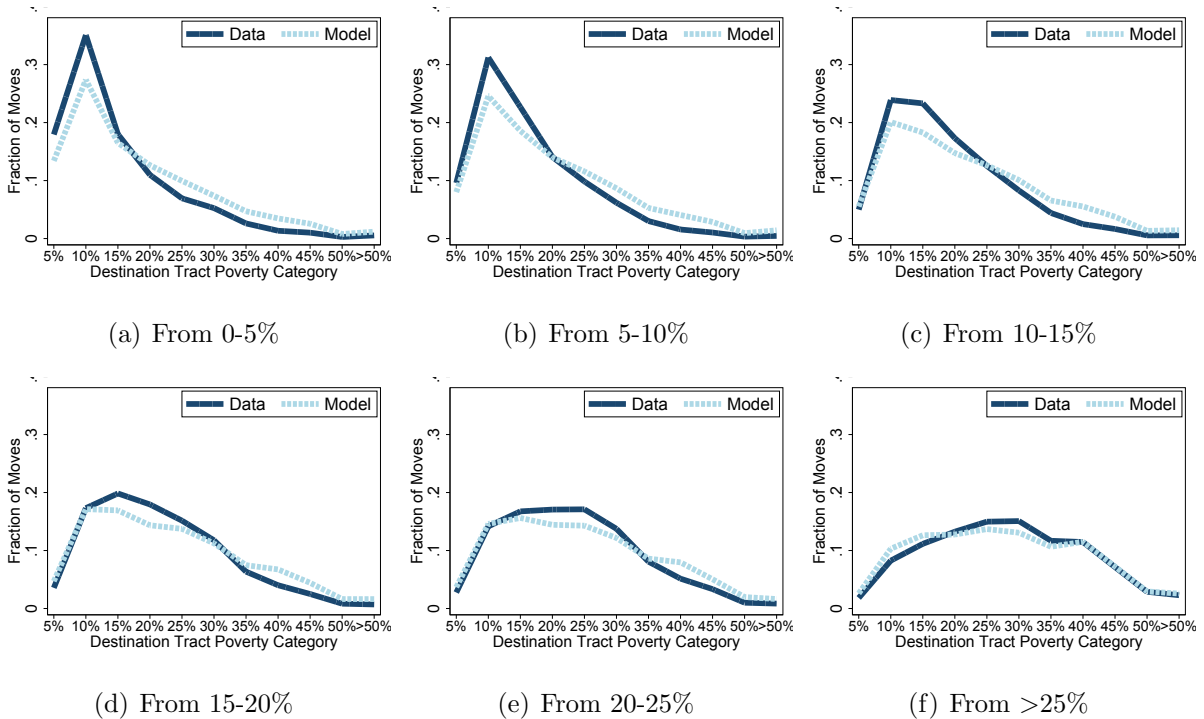 Data Model
Fraction of Moves
0 .1 .2 .3
5% 10% 15% 20% 25% 30% 35% 40% 45% 50%>50%
Destination Tract Poverty Category
(a) From 0-5%
Data Model
Fraction of Moves
0 .1 .2 .3
5% 10% 15% 20% 25% 30% 35% 40% 45% 50%>50%
Destination Tract Poverty Category
(b) From 5-10%
Data Model
Fraction of Moves
0 .1 .2 .3
5% 10% 15% 20% 25% 30% 35% 40% 45% 50%>50%
Destination Tract Poverty Category
(c) From 10-15%
Data Model
Fraction of Moves
0 .1 .2 .3
5% 10% 15% 20% 25% 30% 35% 40% 45% 50%>50%
Destination Tract Poverty Category
(d) From 15-20%
Data Model
Fraction of Moves
0 .1 .2 .3
5% 10% 15% 20% 25% 30% 35% 40% 45% 50%>50%
Destination Tract Poverty Category
(e) From 20-25%
Data Model
Fraction of Moves
0 .1 .2 .3
5% 10% 15% 20% 25% 30% 35% 40% 45% 50%>50%
Destination Tract Poverty Category
(f) From >25%